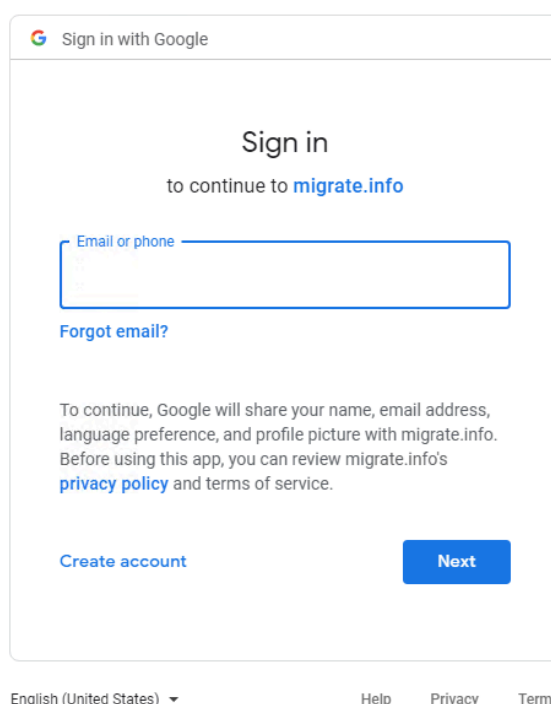 Sign in with Google
Sign in
to continue to migrate.info
Email or phone
Forgot email?
To continue, Google will share your name, email address,
language preference, and profile picture with migrate.info.
Before using this app, you can review migrate.info's
privacy policy and terms of service.
Create account
Next
English (United States)
Help
Privacy
Term